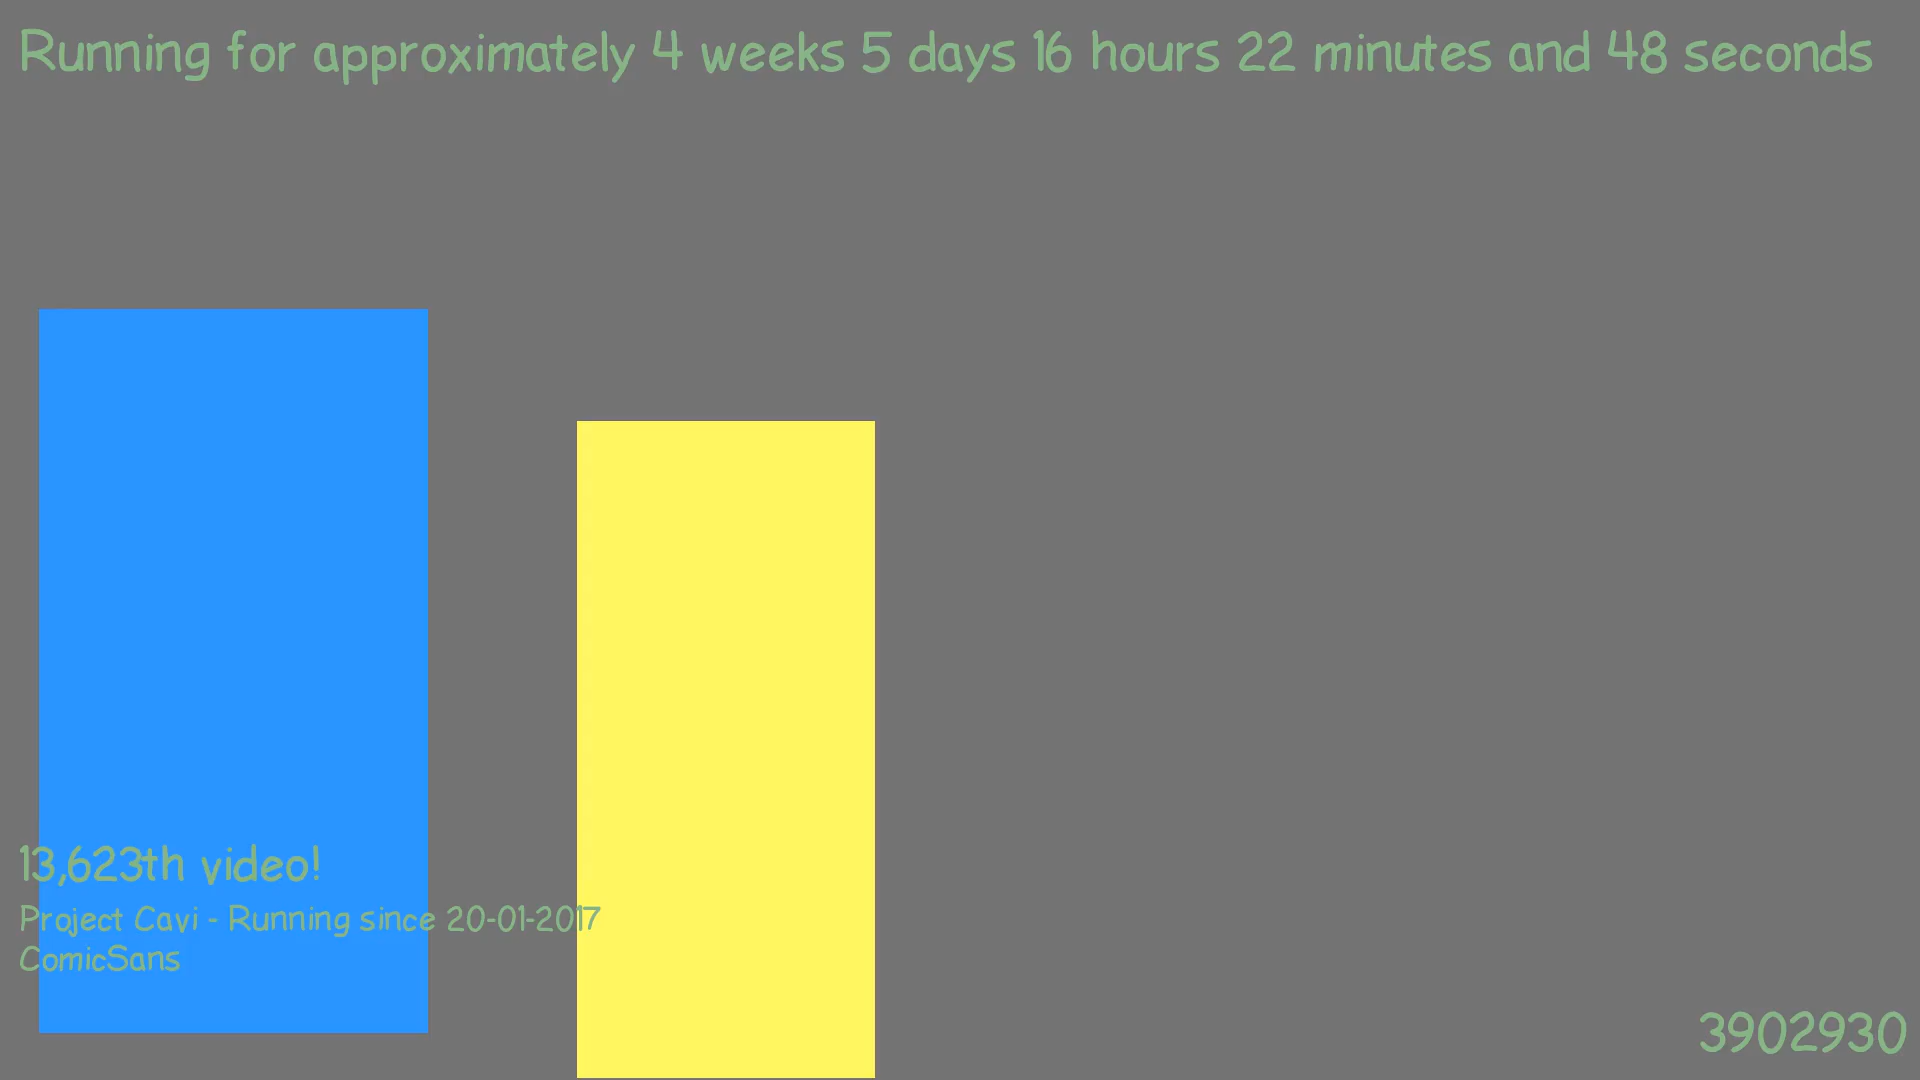 Running for approximately 4 weeks 5 days 16 hours 22 minutes and 48 seconds
13,623th video!
Project Cavi - Running since 20-01-2017
ComicSans
3902930